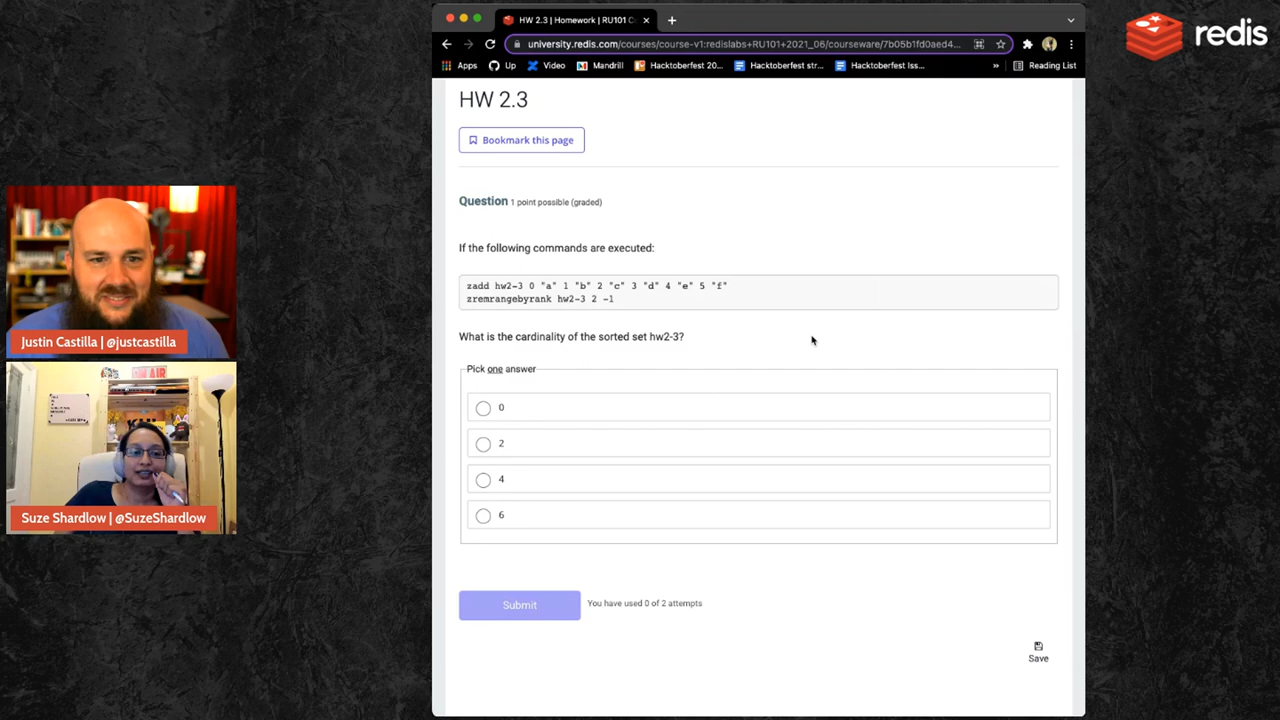 HW 2.3 | Homework | RU101 C
university.redis.com/courses/course-v1:redislabs+RU101+2021_06/courseware/7b05b1fd0aed4...
Apps Up Video Mandrill Hacktoberfest 20... Hacktoberfest str... Hacktoberfest Iss... » Reading List
redis
HW 2.3
Bookmark this page
Question 1 point possible (graded)
If the following commands are executed:
zadd hw2-3 0 "a" 1 "b" 2 "c" 3 "d" 4 "e" 5 "f"
zremrangebyrank hw2-3 2 -1
What is the cardinality of the sorted set hw2-3?
Pick one answer
0
2
4
6
Submit You have used 0 of 2 attempts
Save
Justin Castilla | @justcastilla
ON AIR
Suze Shardlow | @SuzeShardlow